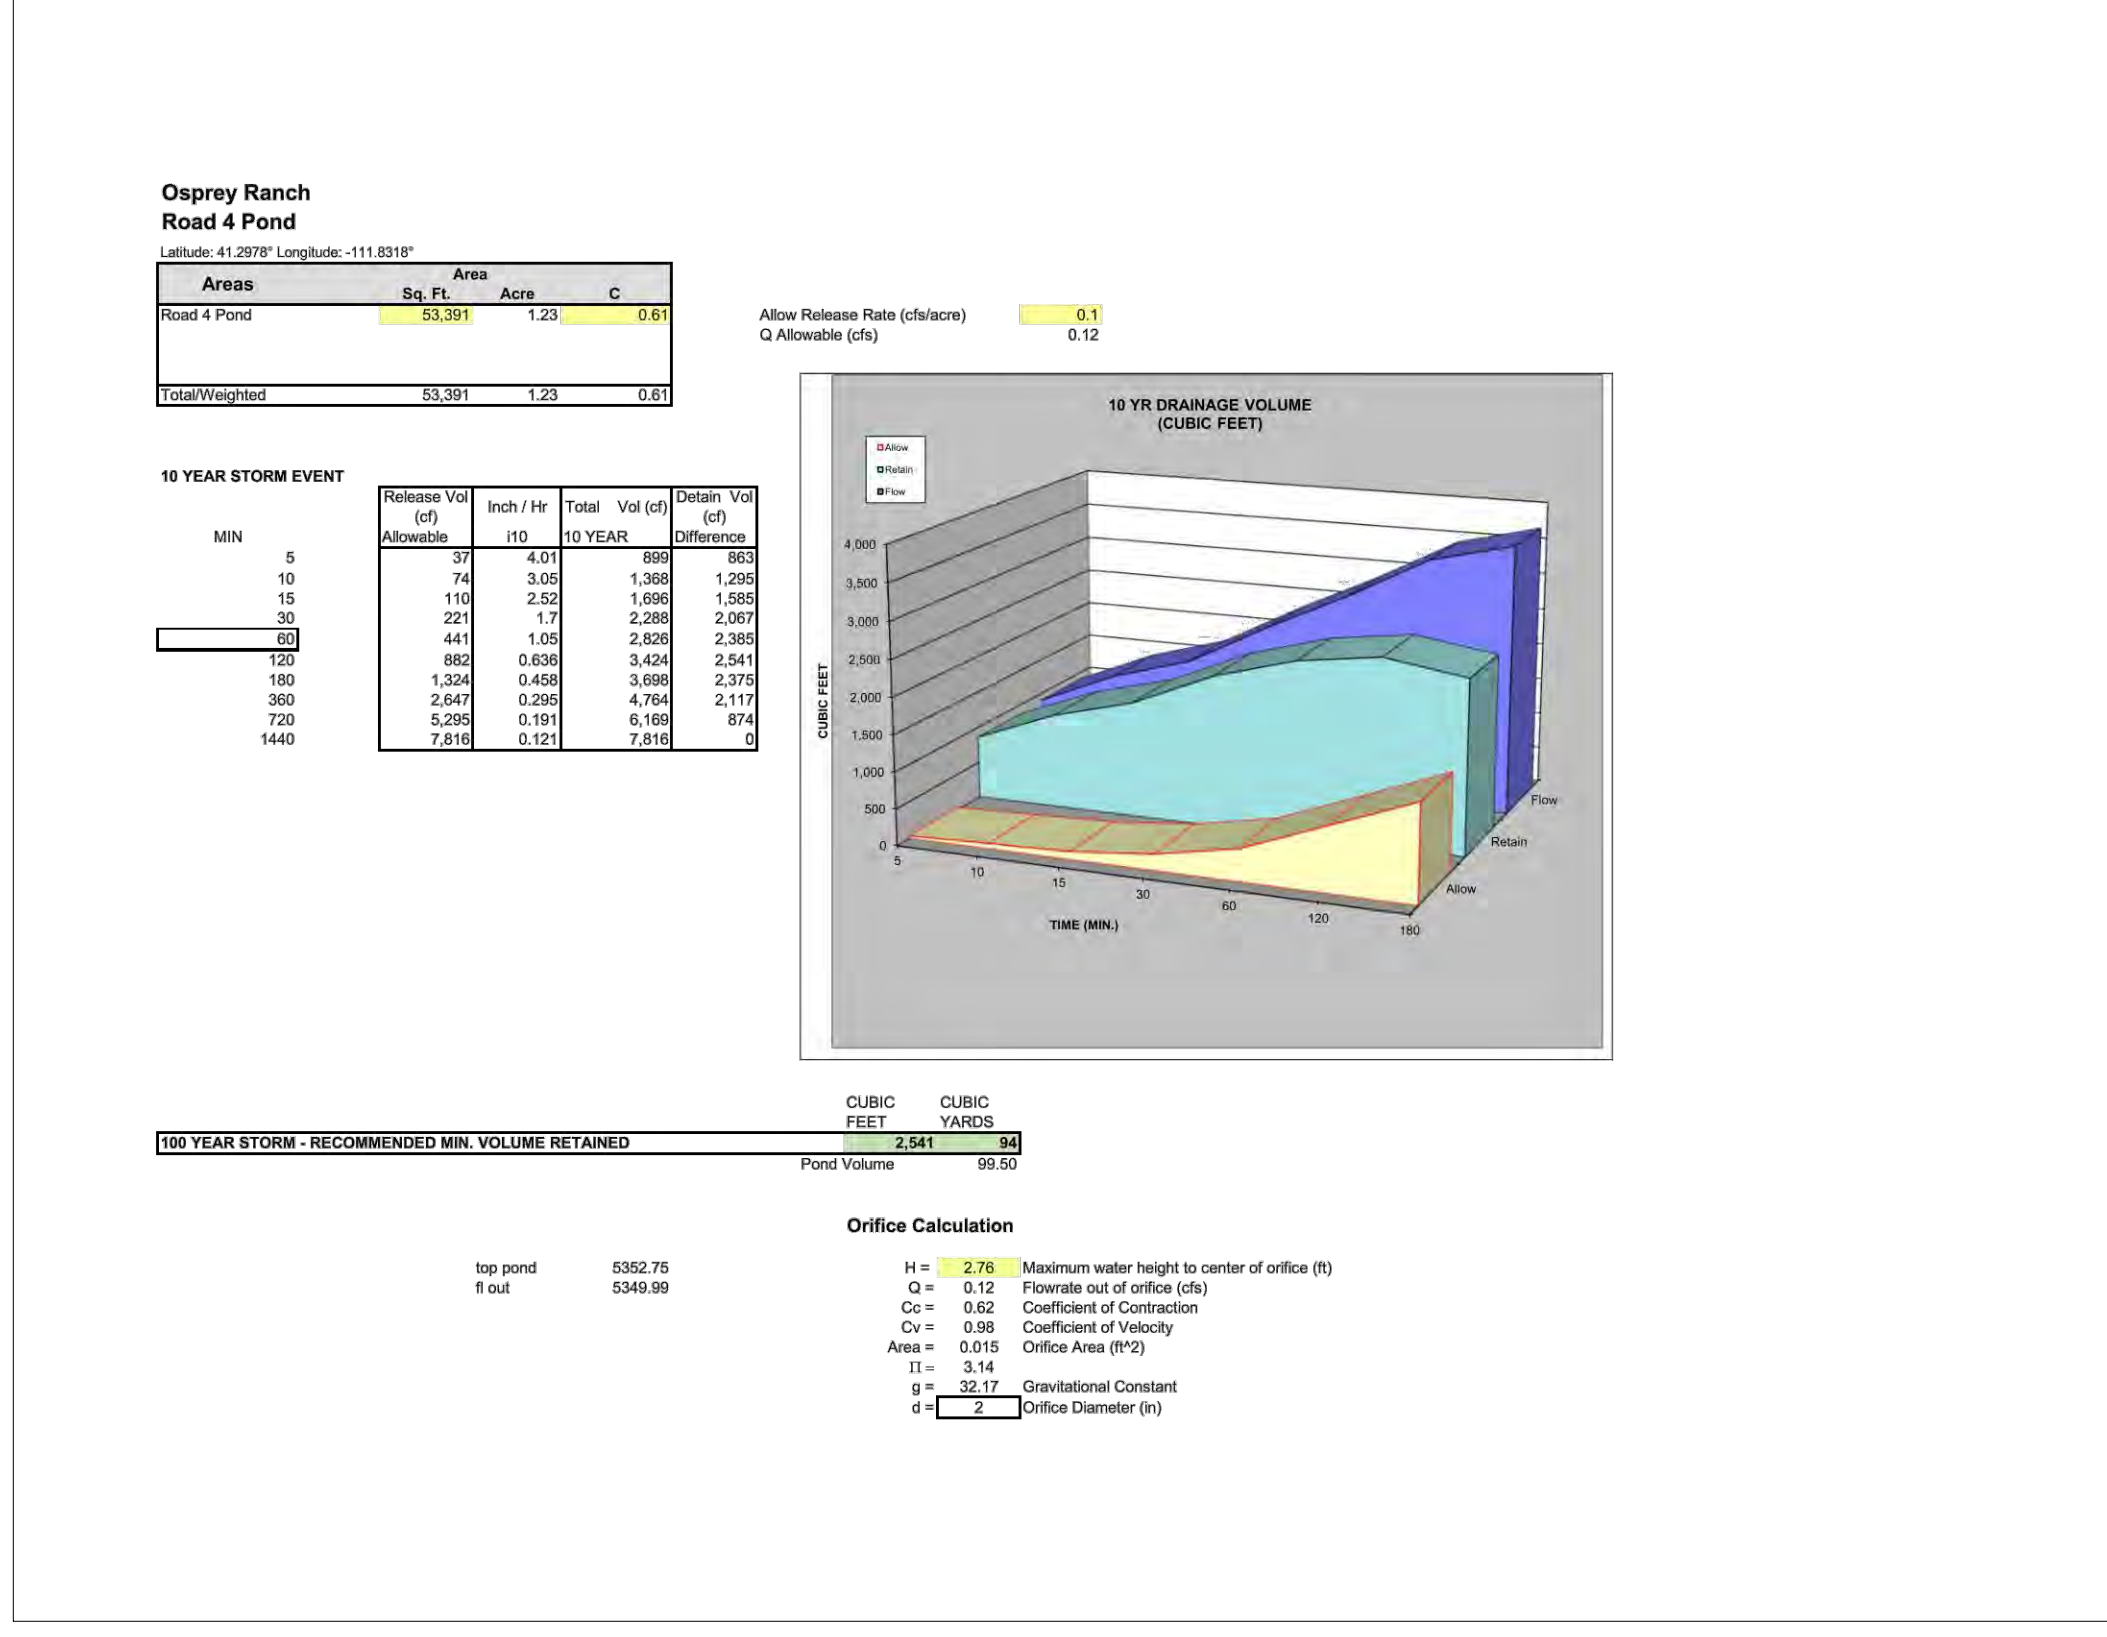 Osprey Ranch
Road 4 Pond
Latitude: 41.2978° Longitude: -111.8318°
Areas Area
Sq. Ft. Acre C
Road 4 Pond 53,391 1.23 0.61
Total/Weighted 53,391 1.23 0.61
Allow Release Rate (cfs/acre) 0.1
Q Allowable (cfs) 0.12
10 YEAR STORM EVENT
MIN Release Vol (cf) Allowable Inch / Hr i10 Total Vol (cf) 10 YEAR Detain Vol (cf) Difference
5 37 4.01 899 863
10 74 3.05 1,368 1,295
15 110 2.52 1,696 1,585
30 221 1.7 2,288 2,067
60 441 1.05 2,826 2,385
120 882 0.636 3,424 2,541
180 1,324 0.458 3,698 2,375
360 2,647 0.295 4,764 2,117
720 5,295 0.191 6,169 874
1440 7,816 0.121 7,816 0
10 YR DRAINAGE VOLUME
(CUBIC FEET)
Allow
Retain
Flow
CUBIC FEET
4,000
3,500
3,000
2,500
2,000
1,500
1,000
500
0
5
10
15
30
60
120
180
TIME (MIN.)
Flow
Retain
Allow
CUBIC CUBIC
FEET YARDS
100 YEAR STORM - RECOMMENDED MIN. VOLUME RETAINED 2,541 94
Pond Volume 99.50
Orifice Calculation
top pond 5352.75
fl out 5349.99
H = 2.76 Maximum water height to center of orifice (ft)
Q = 0.12 Flowrate out of orifice (cfs)
Cc = 0.62 Coefficient of Contraction
Cv = 0.98 Coefficient of Velocity
Area = 0.015 Orifice Area (ft^2)
Π = 3.14
g = 32.17 Gravitational Constant
d = 2 Orifice Diameter (in)